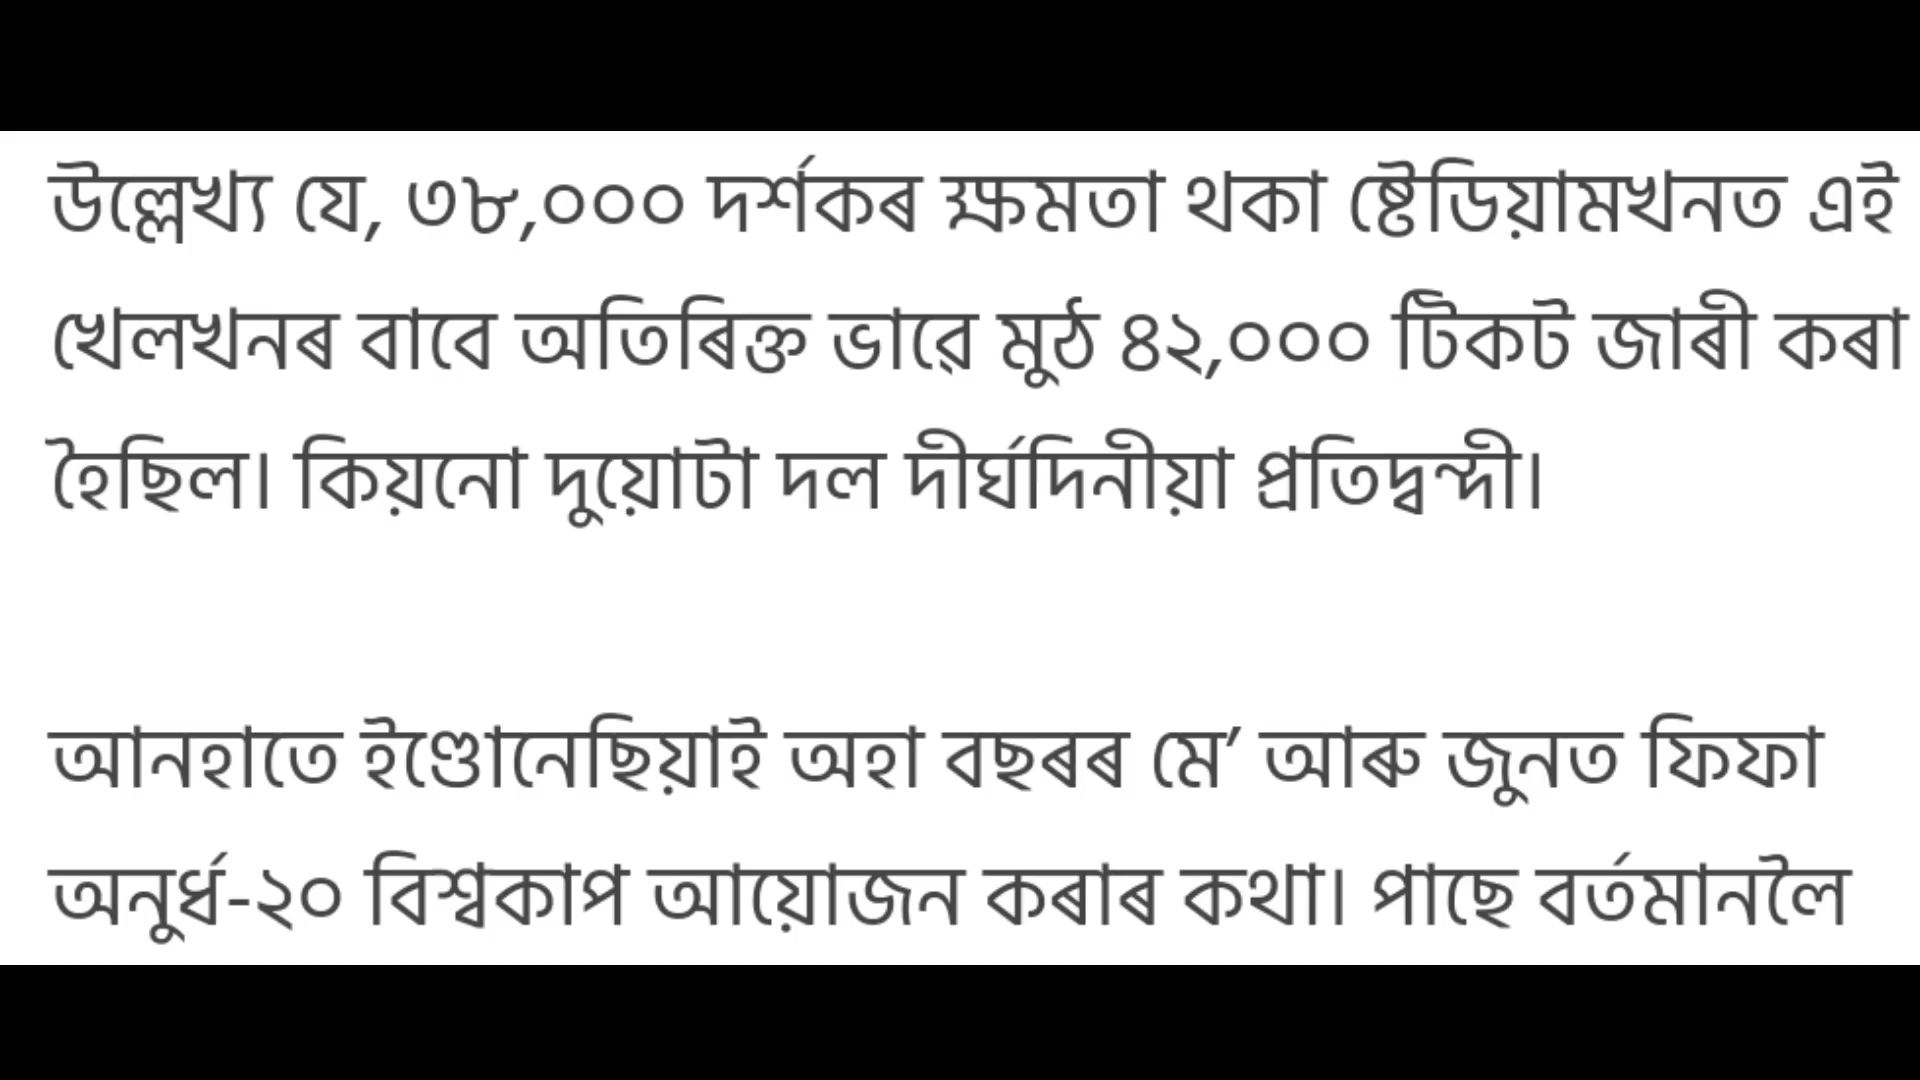 উল্লেখ্য যে, ৩৮,০০০ দৰ্শকৰ ক্ষমতা থকা ষ্টেডিয়ামখনত এই
খেলখনৰ বাবে অতিৰিক্ত ভাৱে মুঠ ৪২,০০০ টিকট জাৰী কৰা
হৈছিল। কিয়নো দুয়োটা দল দীৰ্ঘদিনীয়া প্ৰতিদ্বন্দী।
আনহাতে ইণ্ডোনেছিয়াই অহা বছৰৰ মে’ আৰু জুনত ফিফা
অনুৰ্ধ-২০ বিশ্বকাপ আয়োজন কৰাৰ কথা। পাছে বৰ্তমানলৈ